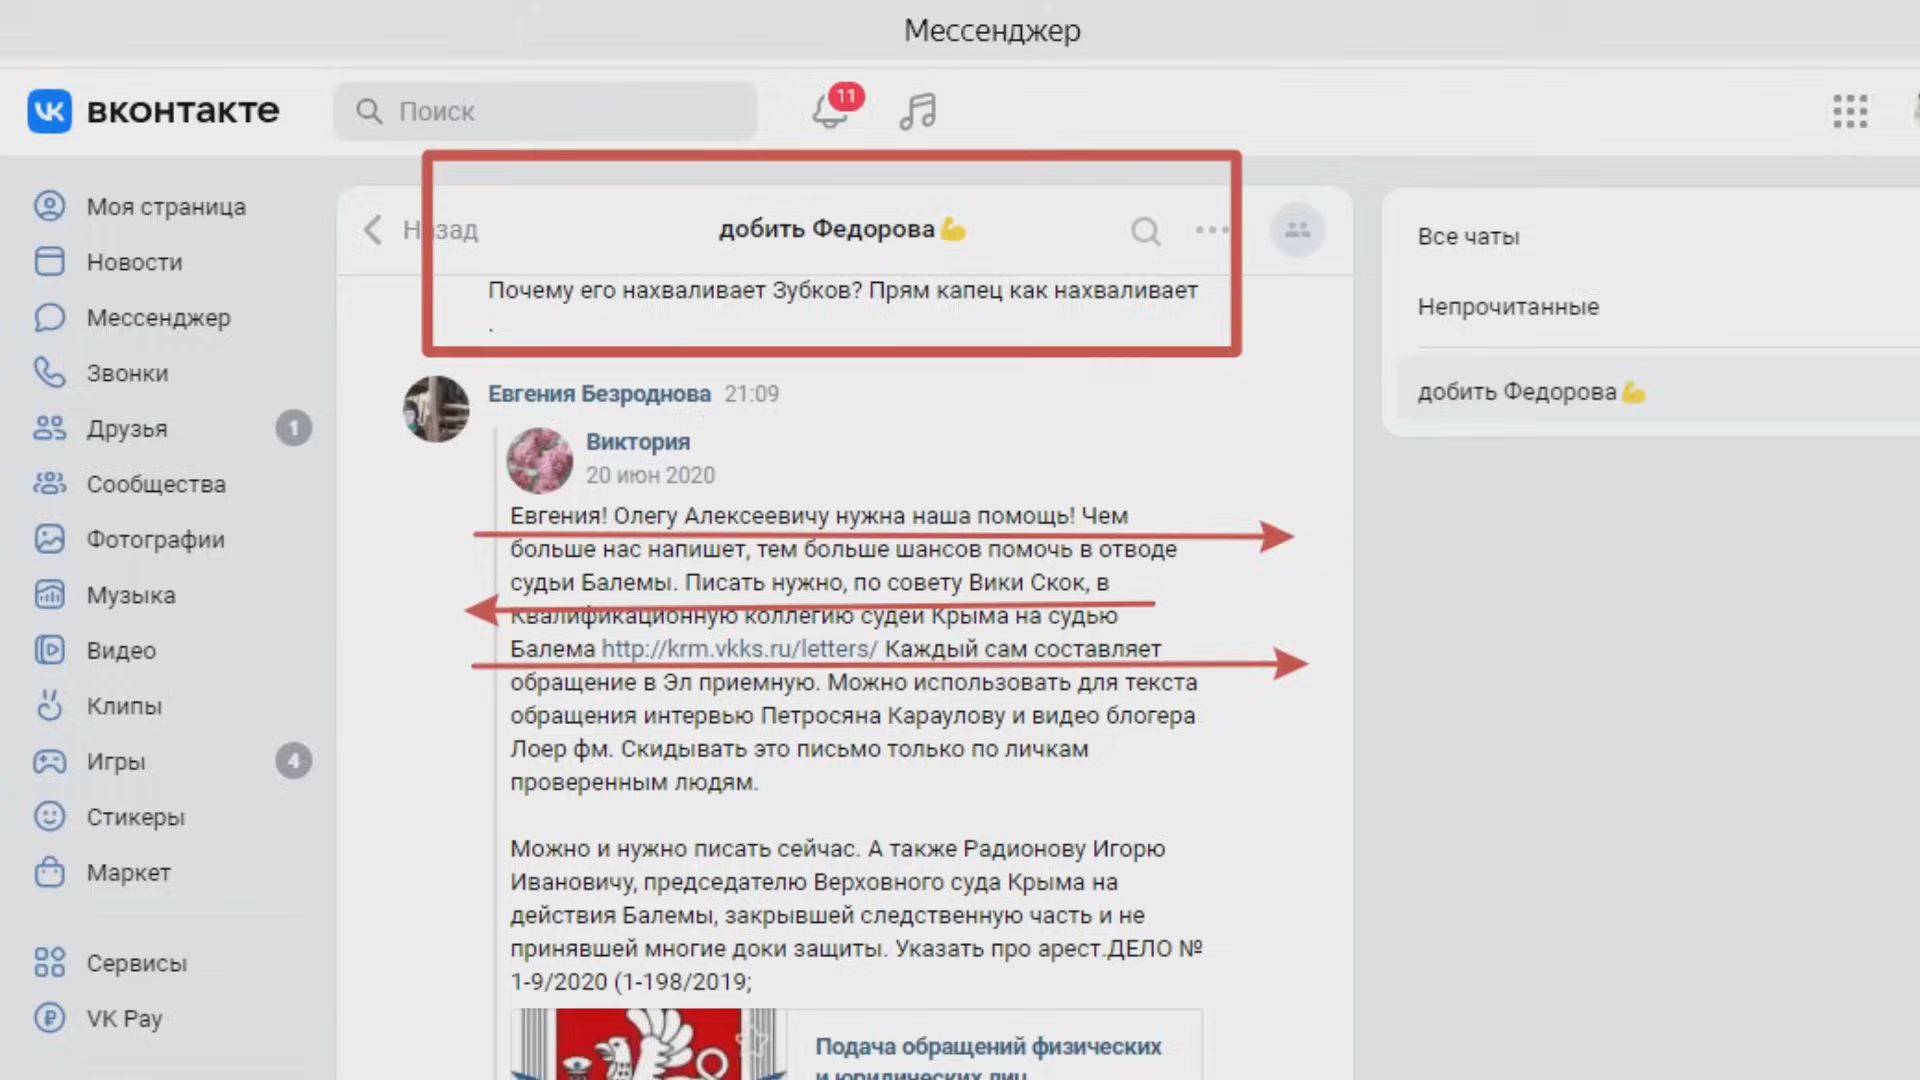 Мессенджер
вконтакте
Поиск
11
Моя страница
Новости
Мессенджер
Звонки
Друзья
1
Сообщества
Фотографии
Музыка
Видео
Клипы
Игры
4
Стикеры
Маркет
Сервисы
VK Pay
Назад
добить Федорова💪
Почему его нахваливает Зубков? Прям капец как нахваливает
.
Евгения Безроднова 21:09
Виктория
20 июн 2020
Евгения! Олегу Алексеевичу нужна наша помощь! Чем
больше нас напишет, тем больше шансов помочь в отводе
судьи Балемы. Писать нужно, по совету Вики Скок, в
Квалификационную коллегию судей Крыма на судью
Балема http://krm.vkks.ru/letters/ Каждый сам составляет
обращение в Эл приемную. Можно использовать для текста
обращения интервью Петросяна Караулову и видео блогера
Лоер фм. Скидывать это письмо только по личкам
проверенным людям.
Можно и нужно писать сейчас. А также Радионову Игорю
Ивановичу, председателю Верховного суда Крыма на
действия Балемы, закрывшей следственную часть и не
принявшей многие доки защиты. Указать про арест.ДЕЛО №
1-9/2020 (1-198/2019;
Подача обращений физических
и юридических лиц
Все чаты
Непрочитанные
добить Федорова💪